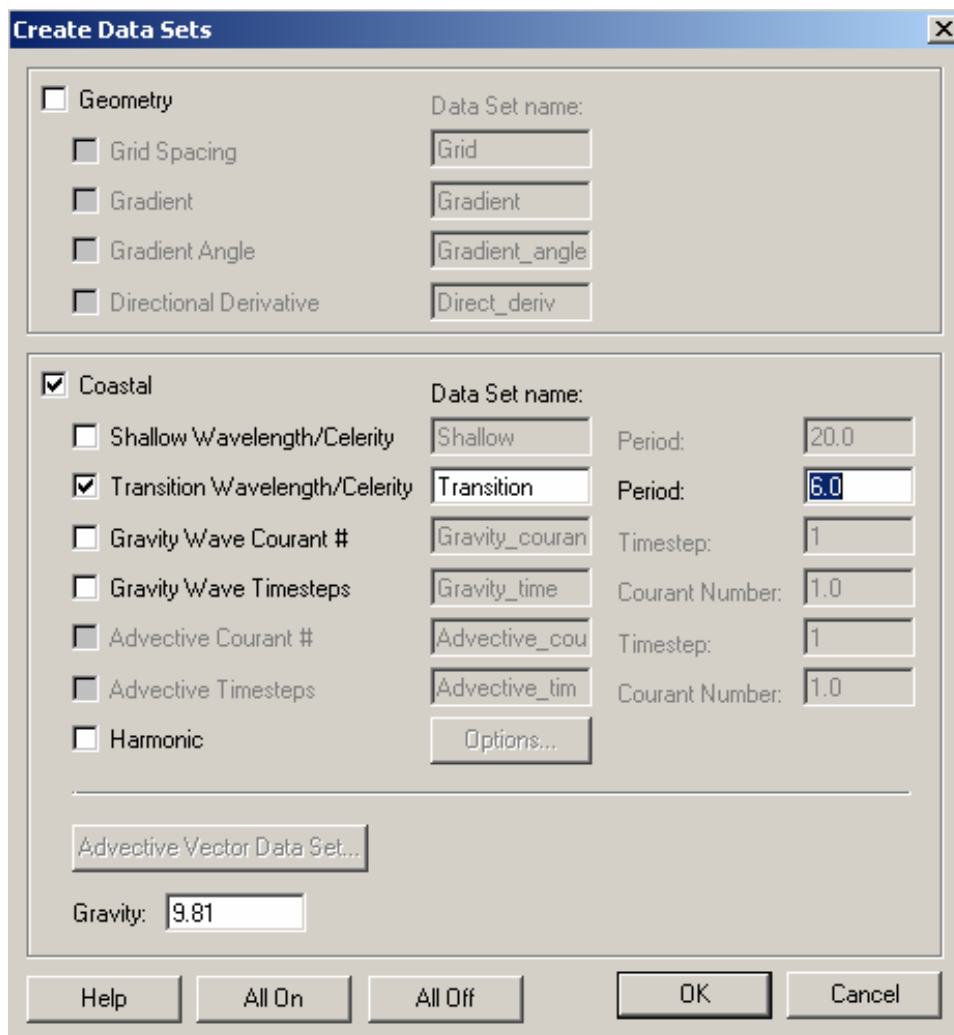 Create Data Sets
Geometry Data Set name:
Grid Spacing Grid
Gradient Gradient
Gradient Angle Gradient_angle
Directional Derivative Direct_deriv
Coastal Data Set name:
Shallow Wavelength/Celerity Shallow Period: 20.0
Transition Wavelength/Celerity Transition Period: 6.0
Gravity Wave Courant # Gravity_couran Timestep: 1
Gravity Wave Timesteps Gravity_time Courant Number: 1.0
Advective Courant # Advective_cou Timestep: 1
Advective Timesteps Advective_tim Courant Number: 1.0
Harmonic Options...
Advective Vector Data Set...
Gravity: 9.81
Help All On All Off OK Cancel